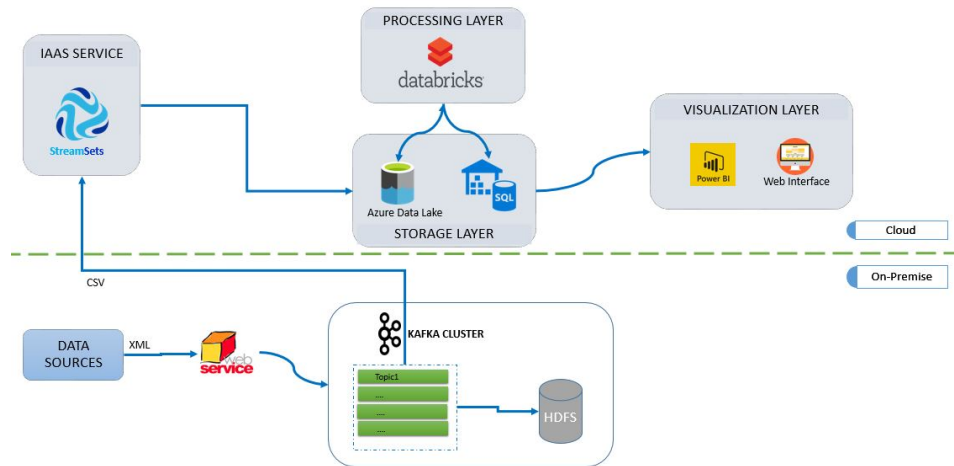 PROCESSING LAYER
databricks
IAAS SERVICE
StreamSets
VISUALIZATION LAYER
Power BI
Web Interface
SQL
Azure Data Lake
STORAGE LAYER
Cloud
On-Premise
CSV
DATA
SOURCES
XML
web
service
KAFKA CLUSTER
Topic1
....
....
....
HDFS